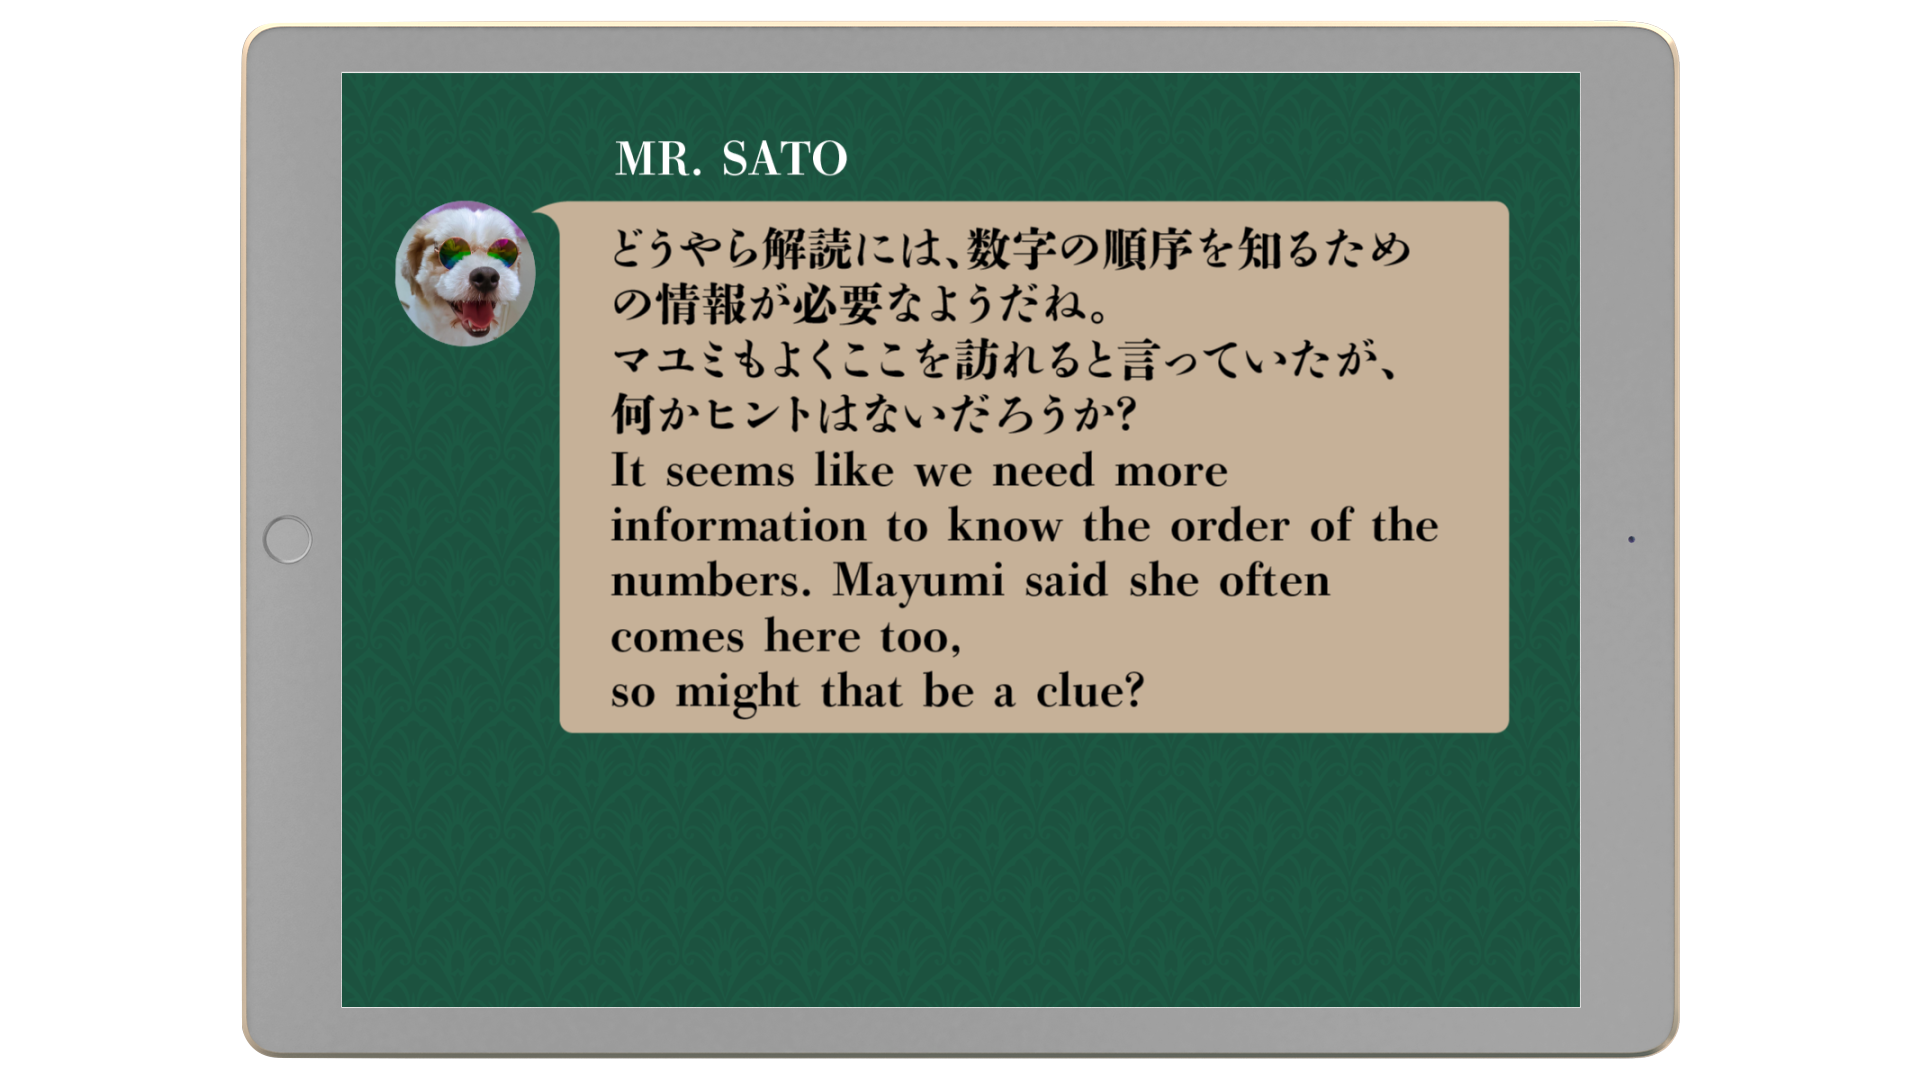 MR. SATO
どうやら解読には、数字の順序を知るため
の情報が必要なようだね。
マユミもよくここを訪れると言っていたが、
何かヒントはないだろうか?
It seems like we need more
information to know the order of the
numbers. Mayumi said she often
comes here too,
so might that be a clue?